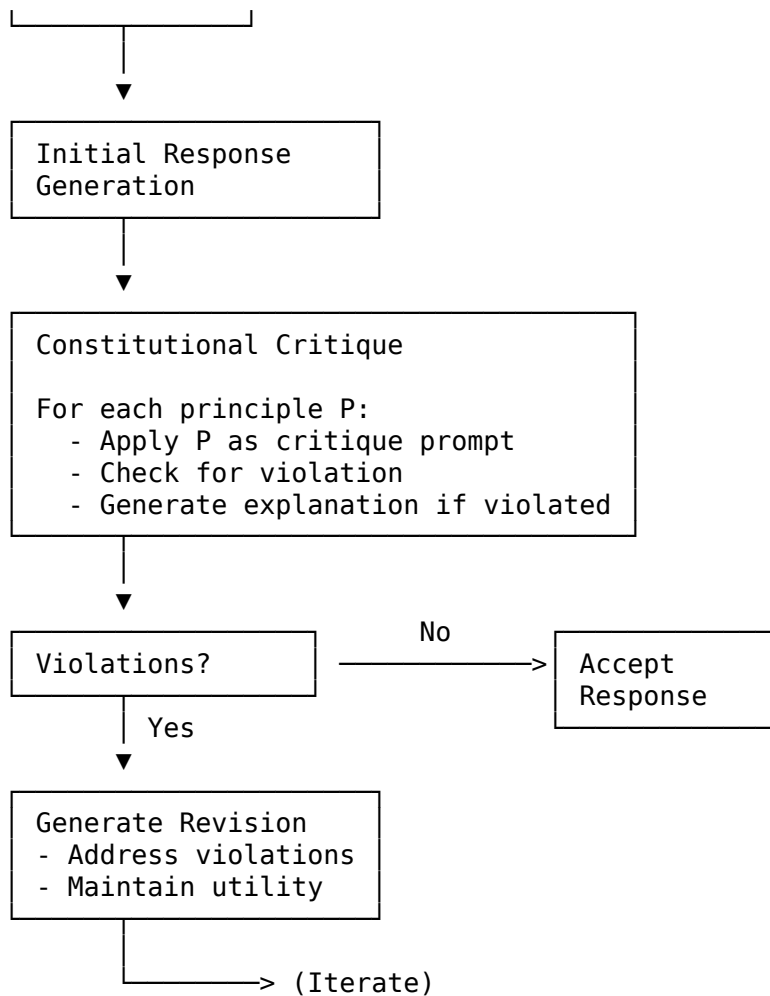 Initial Response
Generation
Constitutional Critique
For each principle P:
- Apply P as critique prompt
- Check for violation
- Generate explanation if violated
No
Violations?
Accept
Response
Yes
Generate Revision
- Address violations
- Maintain utility
(Iterate)